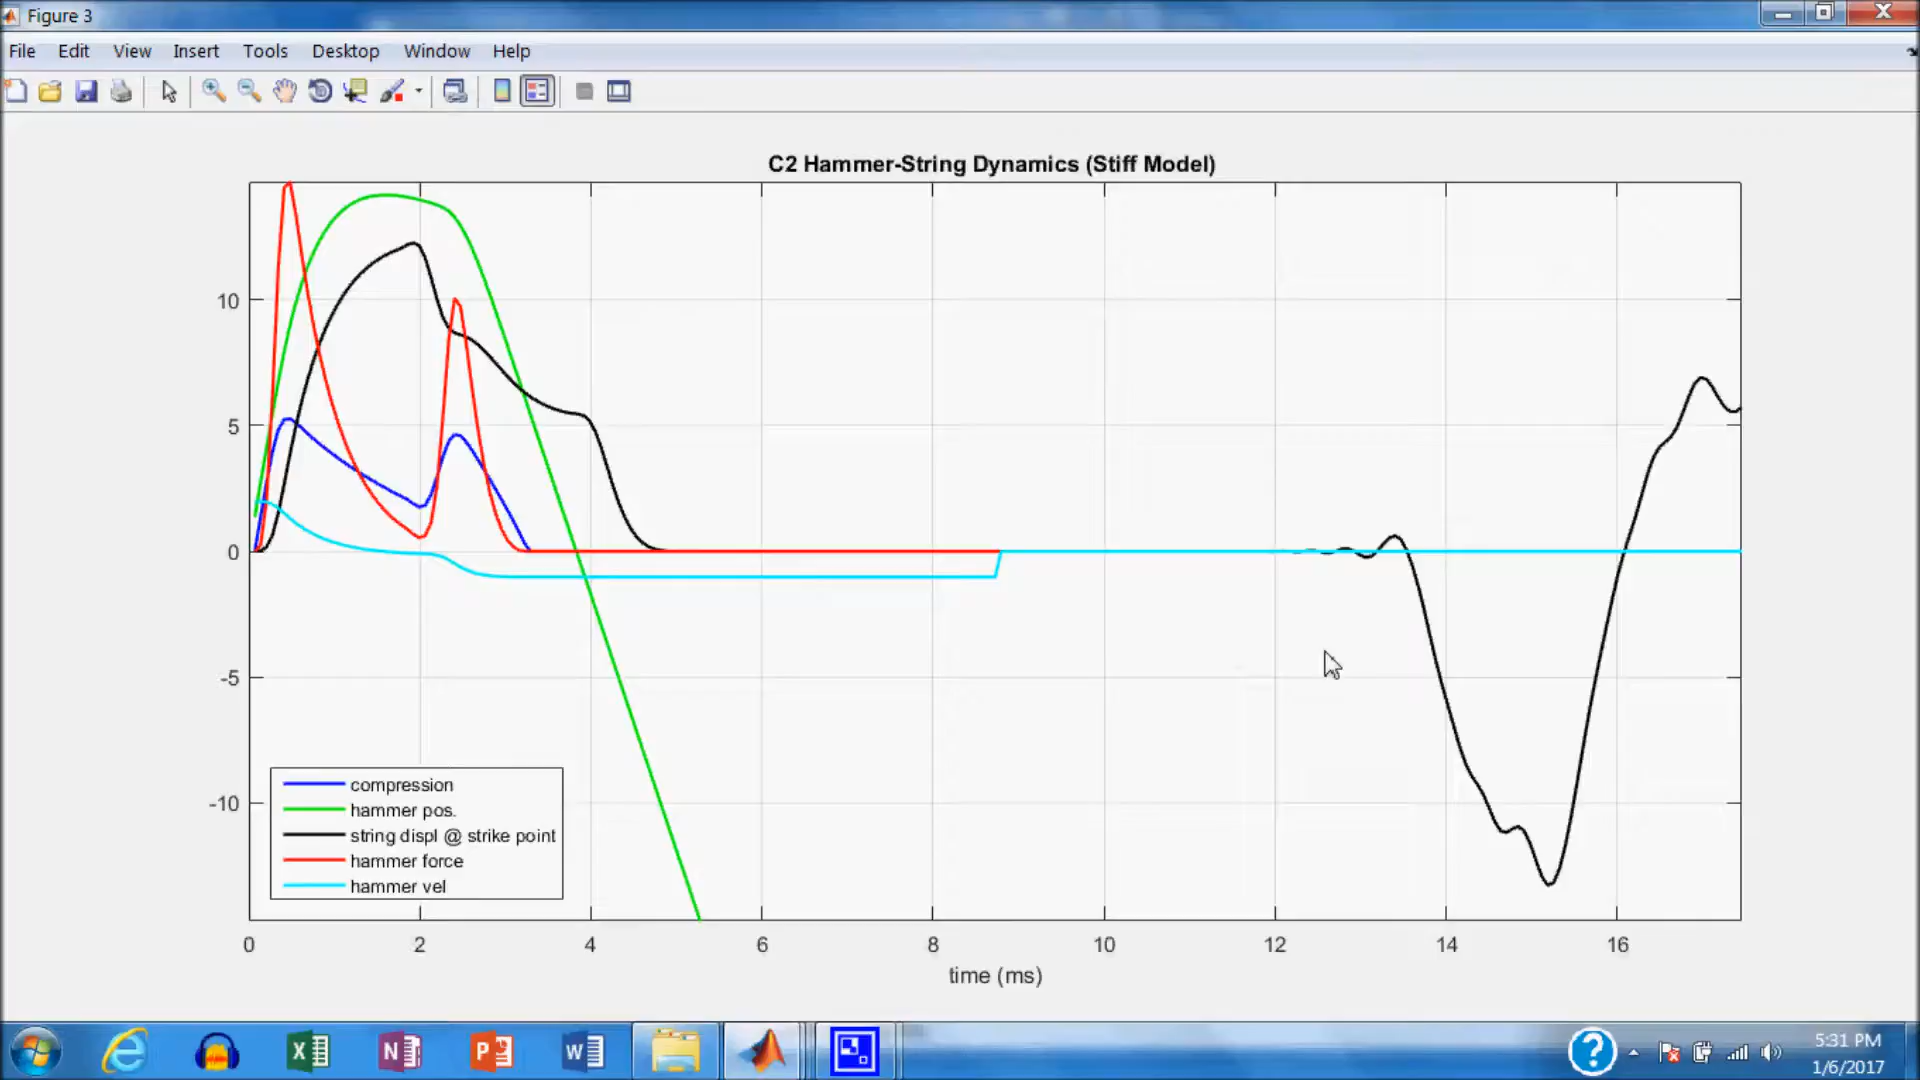 Figure 3
File Edit View Insert Tools Desktop Window Help
C2 Hammer-String Dynamics (Stiff Model)
10
5
0
-5
-10
compression
hammer pos.
string displ @ strike point
hammer force
hammer vel
0 2 4 6 8 10 12 14 16
time (ms)
5:31 PM
1/6/2017